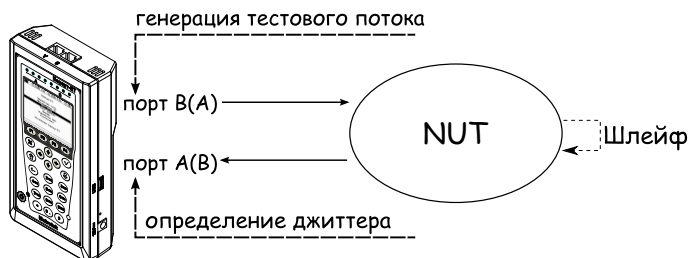 генерация тестового потока
порт B(A)
NUT
Шлейф
порт A(B)
определение джиттера